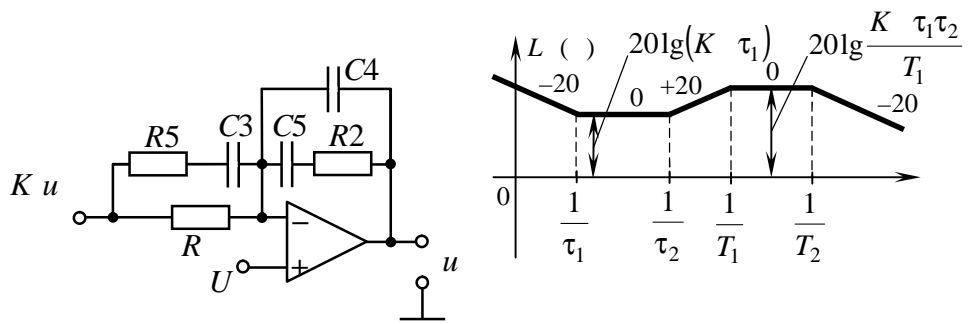 C4
R5
C3
C5
R2
K u
R
−
+
U
u
L ( )
20lg(K τ₁)
20lg K τ₁τ₂ / T₁
−20
0
+20
0
−20
0
1/τ₁
1/τ₂
1/T₁
1/T₂